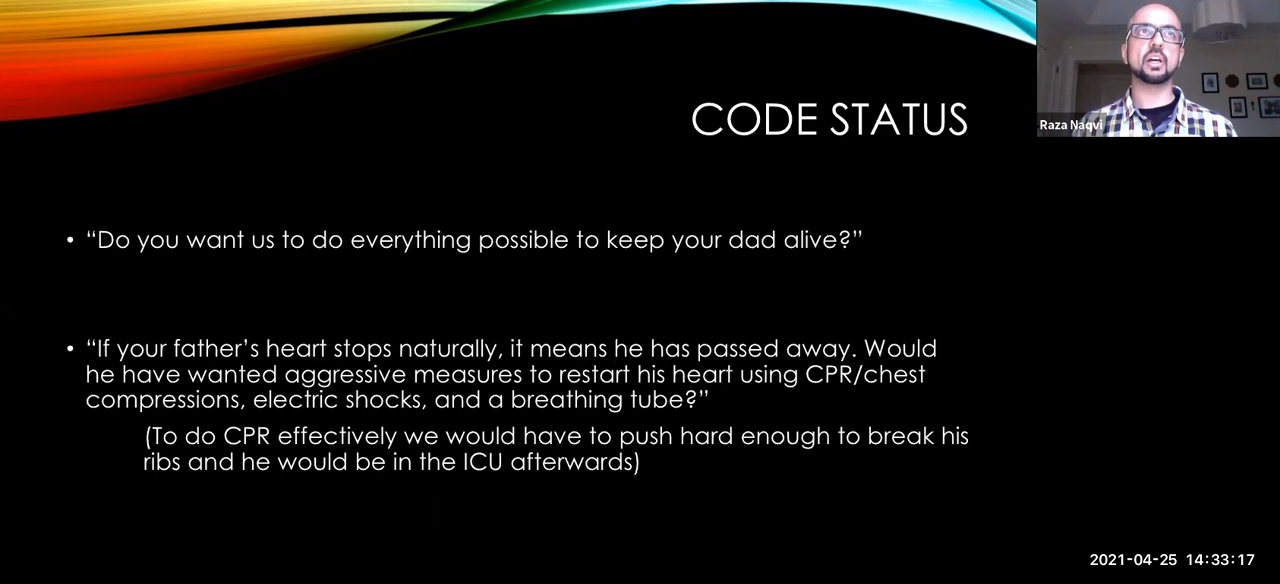 CODE STATUS
Raza Naqvi
• “Do you want us to do everything possible to keep your dad alive?”
• “If your father’s heart stops naturally, it means he has passed away. Would
he have wanted aggressive measures to restart his heart using CPR/chest
compressions, electric shocks, and a breathing tube?”
(To do CPR effectively we would have to push hard enough to break his
ribs and he would be in the ICU afterwards)
2021-04-25 14:33:17